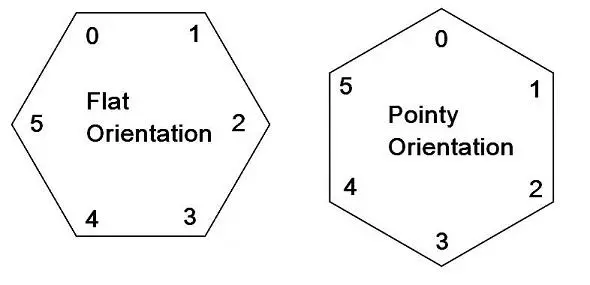 0 1
Flat
Orientation
5 2
4 3
0
5 1
Pointy
Orientation
4 2
3